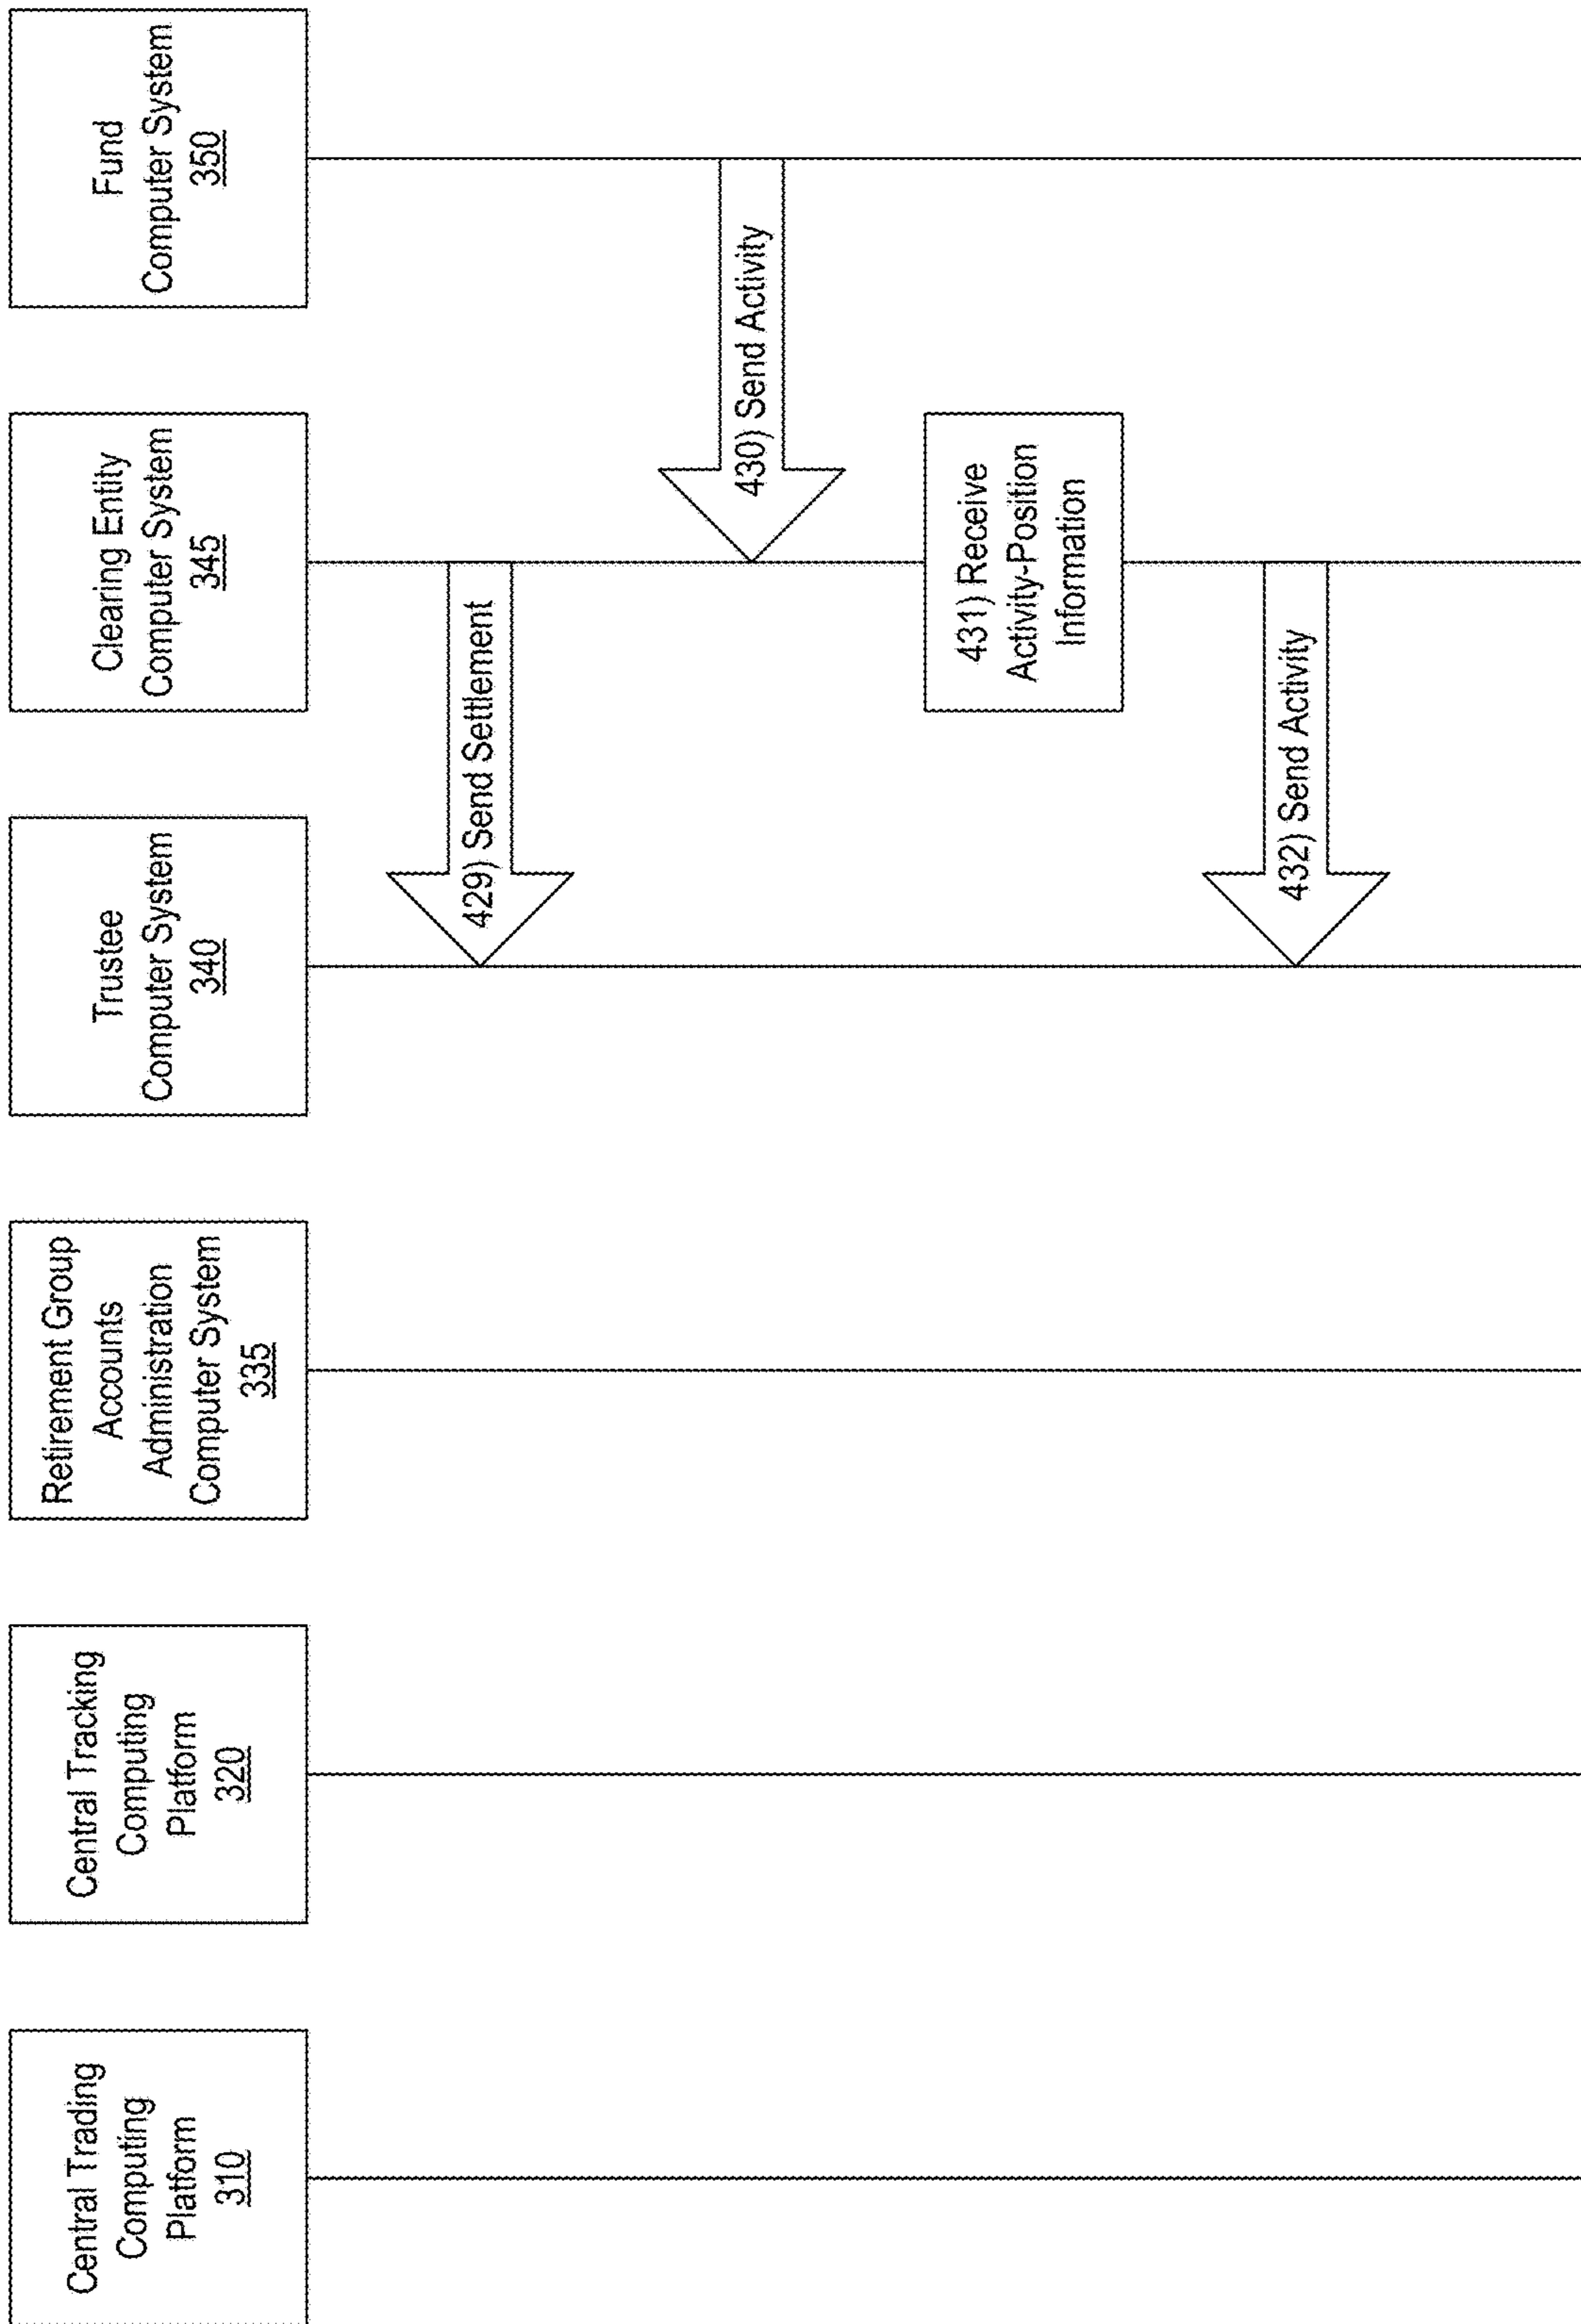 Central Trading
Computing
Platform
310
Central Tracking
Computing
Platform
320
Retirement Group
Accounts
Administration
Computer System
335
Trustee
Computer System
340
Clearing Entity
Computer System
345
Fund
Computer System
350
429) Send Settlement
430) Send Activity
431) Receive
Activity-Position
Information
432) Send Activity